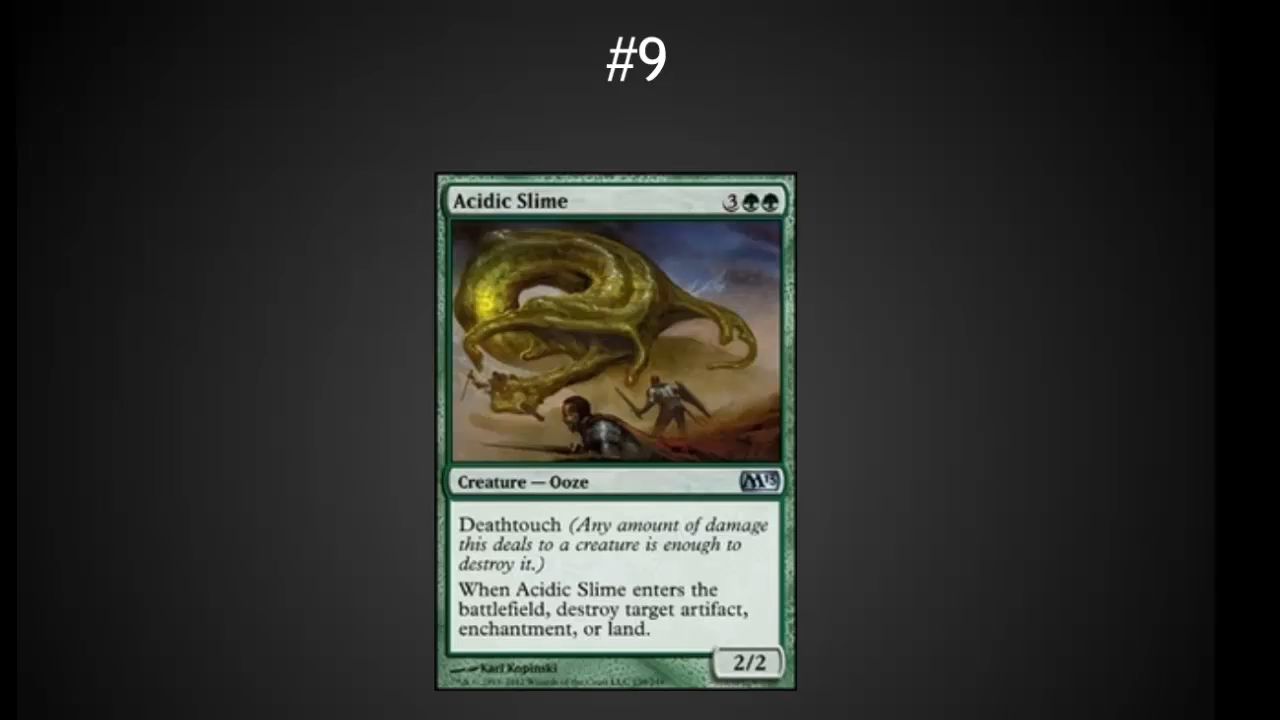 #9
Acidic Slime 3
Creature — Ooze M13
Deathtouch (Any amount of damage
this deals to a creature is enough to
destroy it.)
When Acidic Slime enters the
battlefield, destroy target artifact,
enchantment, or land.
2/2
Karl Kopinski